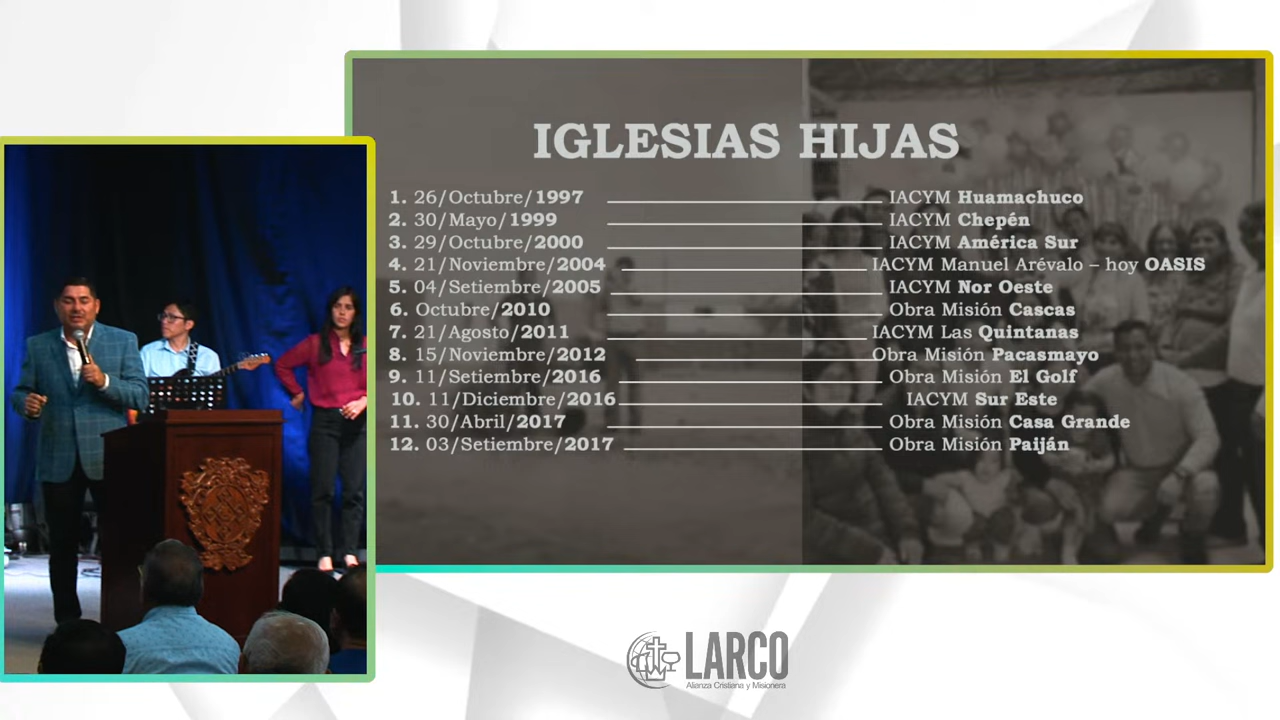 IGLESIAS HIJAS
1. 26/Octubre/1997 IACYM Huamachuco
2. 30/Mayo/1999 IACYM Chepén
3. 29/Octubre/2000 IACYM América Sur
4. 21/Noviembre/2004 IACYM Manuel Arévalo – hoy OASIS
5. 04/Setiembre/2005 IACYM Nor Oeste
6. Octubre/2010 Obra Misión Cascas
7. 21/Agosto/2011 IACYM Las Quintanas
8. 15/Noviembre/2012 Obra Misión Pacasmayo
9. 11/Setiembre/2016 Obra Misión El Golf
10. 11/Diciembre/2016 IACYM Sur Este
11. 30/Abril/2017 Obra Misión Casa Grande
12. 03/Setiembre/2017 Obra Misión Paiján
LARCO
Alianza Cristiana y Misionera